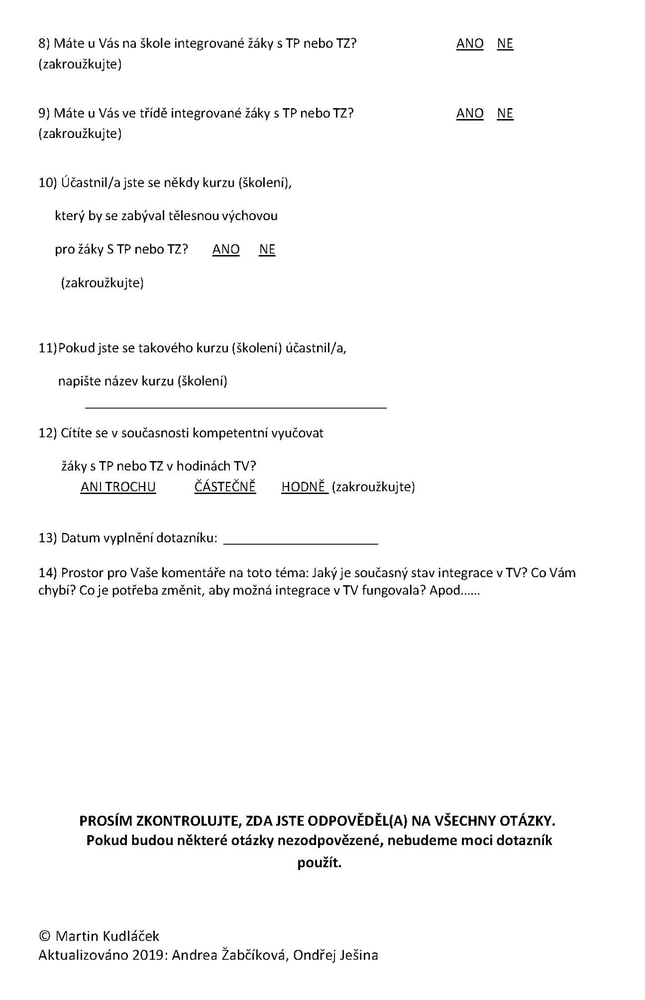 8) Máte u Vás na škole integrované žáky s TP nebo TZ? ANO NE
(zakroužkujte)
9) Máte u Vás ve třídě integrované žáky s TP nebo TZ? ANO NE
(zakroužkujte)
10) Účastnil/a jste se někdy kurzu (školení),
který by se zabýval tělesnou výchovou
pro žáky S TP nebo TZ? ANO NE
(zakroužkujte)
11)Pokud jste se takového kurzu (školení) účastnil/a,
napište název kurzu (školení)
12) Cítíte se v současnosti kompetentní vyučovat
žáky s TP nebo TZ v hodinách TV?
ANI TROCHU ČÁSTEČNĚ HODNĚ (zakroužkujte)
13) Datum vyplnění dotazníku:
14) Prostor pro Vaše komentáře na toto téma: Jaký je současný stav integrace v TV? Co Vám
chybí? Co je potřeba změnit, aby možná integrace v TV fungovala? Apod......
PROSÍM ZKONTROLUJTE, ZDA JSTE ODPOVĚDĚL(A) NA VŠECHNY OTÁZKY.
Pokud budou některé otázky nezodpovězené, nebudeme moci dotazník
použít.
© Martin Kudláček
Aktualizováno 2019: Andrea Žabčíková, Ondřej Ješina